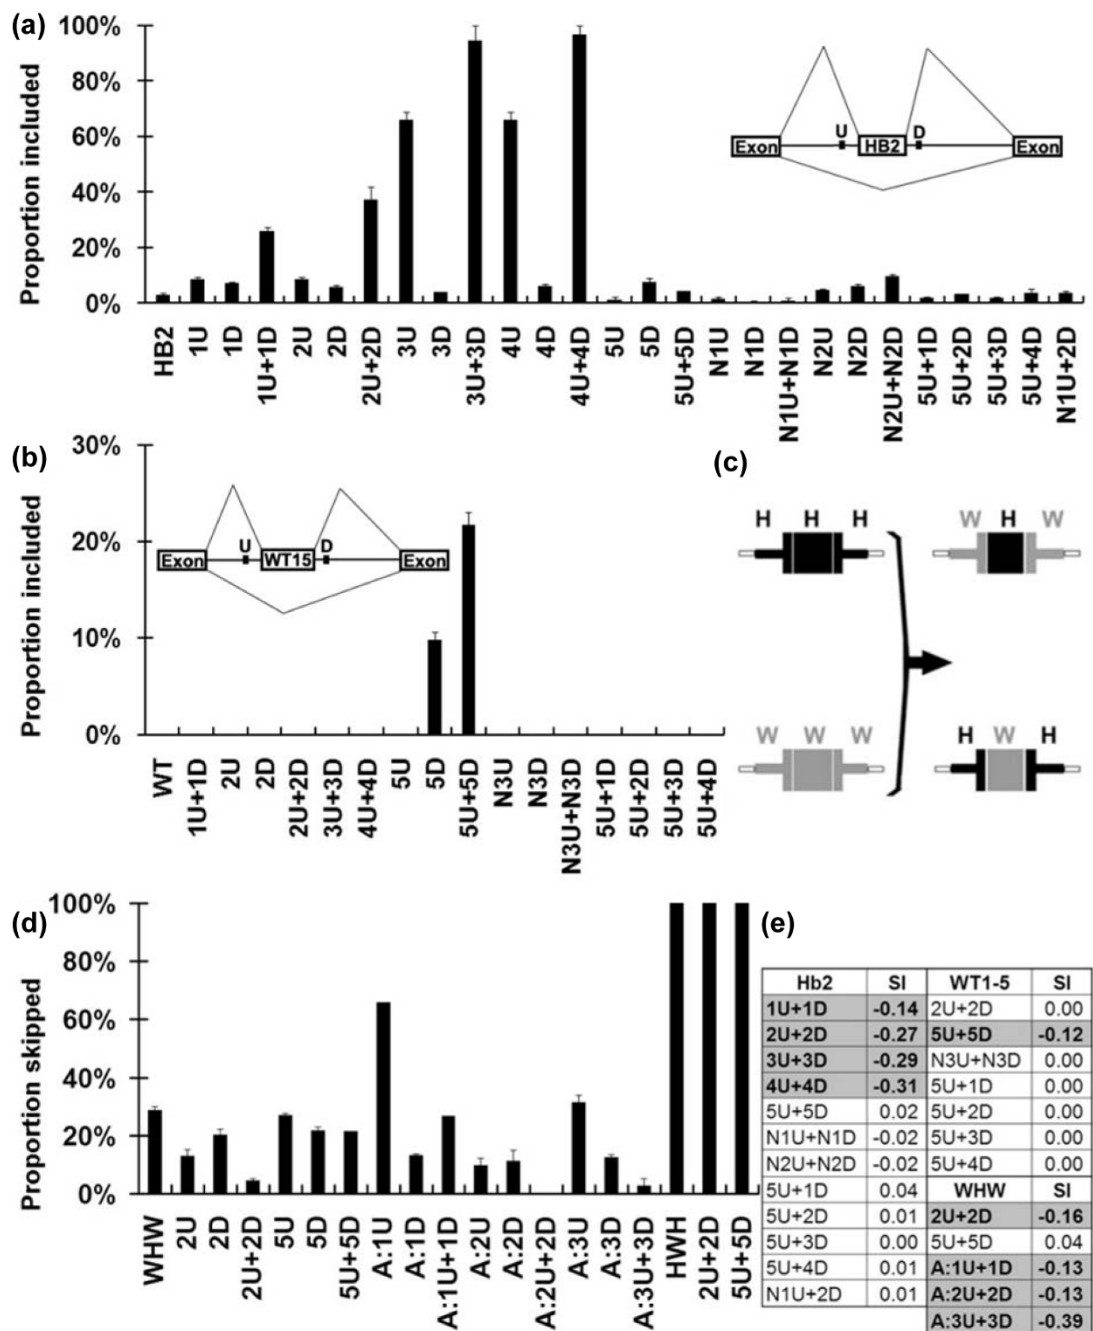 (a)
Proportion included
100%
80%
60%
40%
20%
0%
HB2
1U
1D
1U+1D
2U
2D
2U+2D
3U
3D
3U+3D
4U
4D
4U+4D
5U
5D
5U+5D
N1U
N1D
N1U+N1D
N2U
N2D
N2U+N2D
5U+1D
5U+2D
5U+3D
5U+4D
N1U+2D
U D
Exon HB2 Exon
(b)
Proportion included
30%
20%
10%
0%
U D
Exon WT15 Exon
WT
1U+1D
2U
2D
2U+2D
3U+3D
4U+4D
5U
5D
5U+5D
N3U
N3D
N3U+N3D
5U+1D
5U+2D
5U+3D
5U+4D
(c)
H H H
W H W
W W W
H W H
(d)
Proportion skipped
100%
80%
60%
40%
20%
0%
WHW
2U
2D
2U+2D
5U
5D
5U+5D
A:1U
A:1D
A:1U+1D
A:2U
A:2D
A:2U+2D
A:3U
A:3D
A:3U+3D
HWH
2U+2D
5U+5D
(e)
Hb2 SI WT1-5 SI
1U+1D -0.14 2U+2D 0.00
2U+2D -0.27 5U+5D -0.12
3U+3D -0.29 N3U+N3D 0.00
4U+4D -0.31 5U+1D 0.00
5U+5D 0.02 5U+2D 0.00
N1U+N1D -0.02 5U+3D 0.00
N2U+N2D -0.02 5U+4D 0.00
5U+1D 0.04 WHW SI
5U+2D 0.01 2U+2D -0.16
5U+3D 0.00 5U+5D 0.04
5U+4D 0.01 A:1U+1D -0.13
N1U+2D 0.01 A:2U+2D -0.13
A:3U+3D -0.39